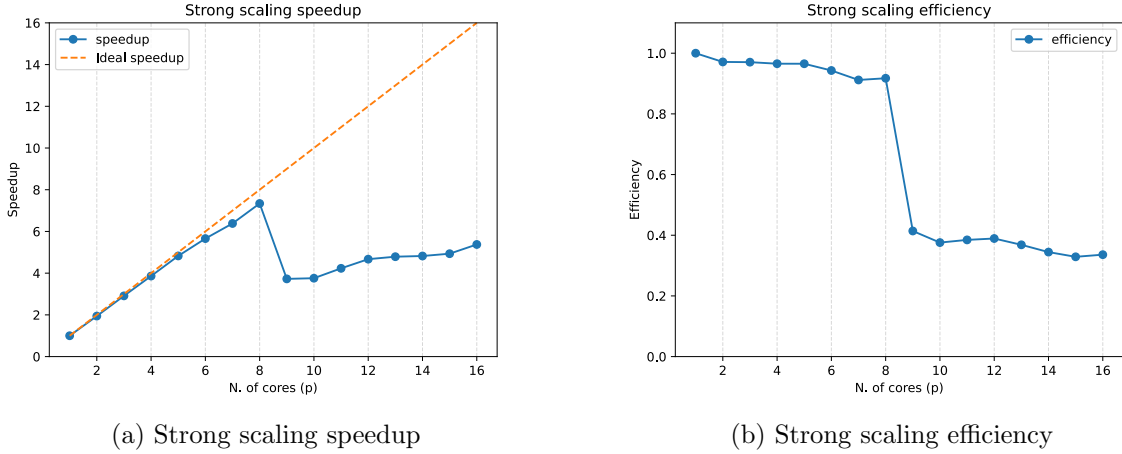 Strong scaling speedup
16
14
12
10
8
6
4
2
0
Speedup
speedup
Ideal speedup
2 4 6 8 10 12 14 16
N. of cores (p)
(a) Strong scaling speedup
Strong scaling efficiency
1.0
0.8
0.6
0.4
0.2
0.0
Efficiency
efficiency
2 4 6 8 10 12 14 16
N. of cores (p)
(b) Strong scaling efficiency